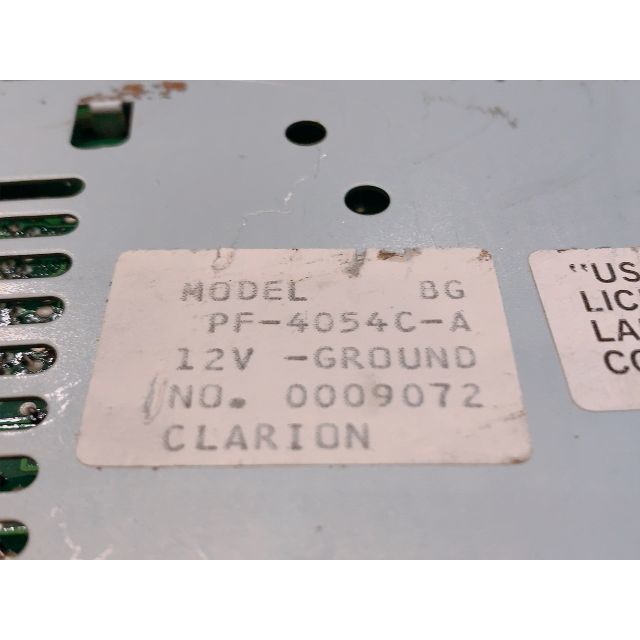 MODEL BG
PF-4054C-A
12V -GROUND
NO. 0009072
CLARION
"US
LIC
LA
CO